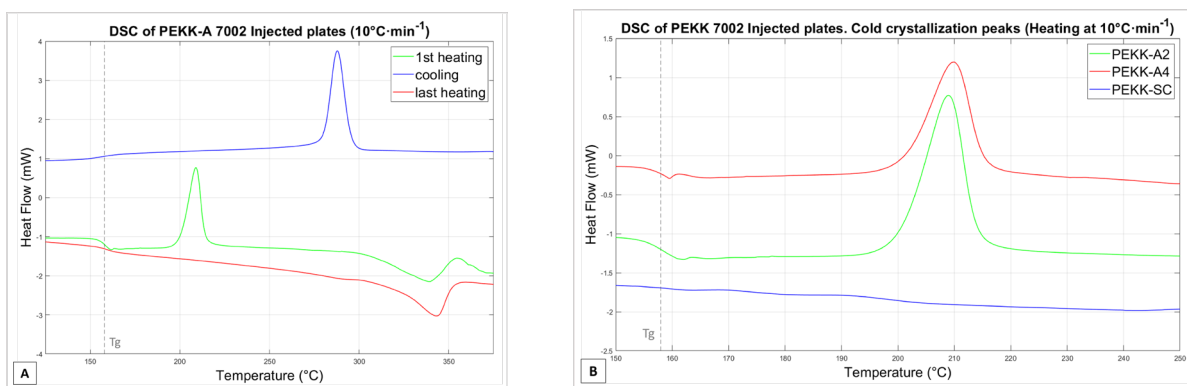 DSC of PEKK-A 7002 Injected plates (10°C·min⁻¹)
4
3
2
1
0
-1
-2
-3
-4
Heat Flow (mW)
1st heating
cooling
last heating
Tg
150
200
250
300
350
Temperature (°C)
A
DSC of PEKK 7002 Injected plates. Cold crystallization peaks (Heating at 10°C·min⁻¹)
1.5
1
0.5
0
-0.5
-1
-1.5
-2
-2.5
Heat Flow (mW)
PEKK-A2
PEKK-A4
PEKK-SC
Tg
150
160
170
180
190
200
210
220
230
240
250
Temperature (°C)
B